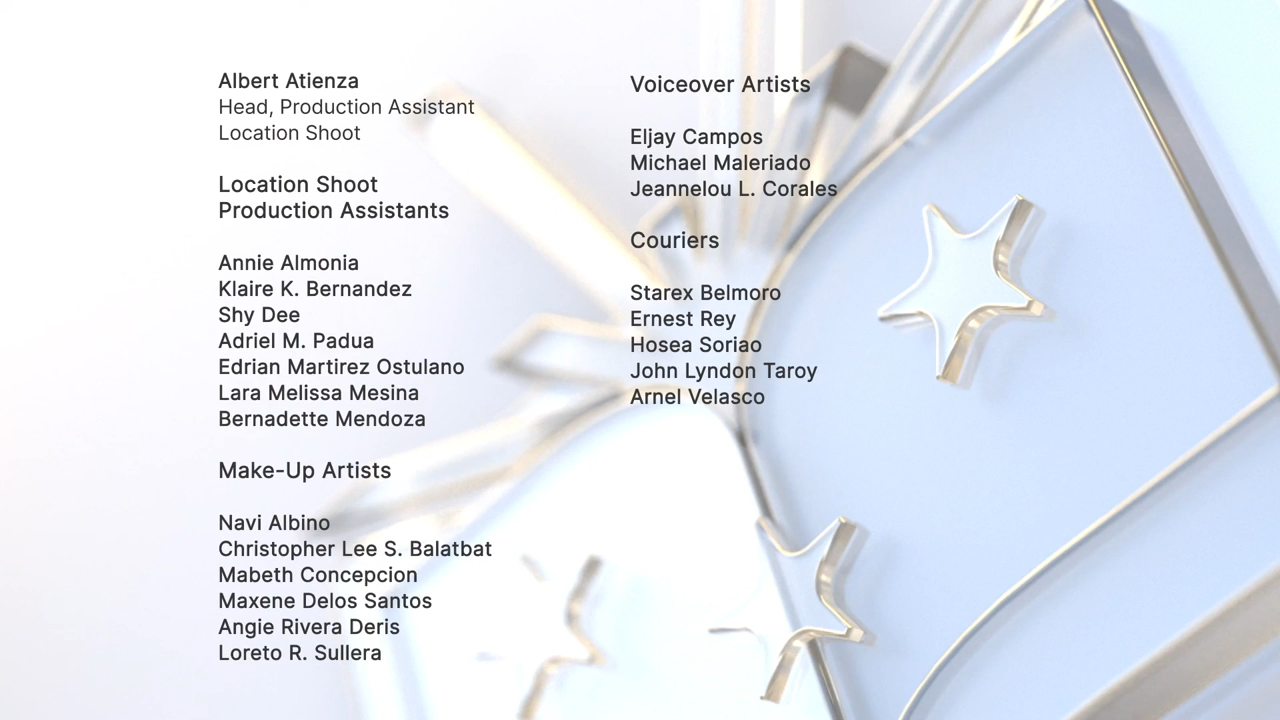 Albert Atienza
Head, Production Assistant
Location Shoot
Location Shoot
Production Assistants
Annie Almonia
Klaire K. Bernandez
Shy Dee
Adriel M. Padua
Edrian Martirez Ostulano
Lara Melissa Mesina
Bernadette Mendoza
Make-Up Artists
Navi Albino
Christopher Lee S. Balatbat
Mabeth Concepcion
Maxene Delos Santos
Angie Rivera Deris
Loreto R. Sullera
Voiceover Artists
Eljay Campos
Michael Maleriado
Jeannelou L. Corales
Couriers
Starex Belmoro
Ernest Rey
Hosea Soriao
John Lyndon Taroy
Arnel Velasco